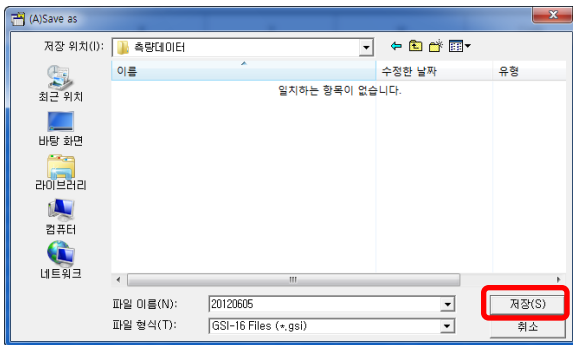 (A)Save as
저장 위치(I):
측량데이터
이름
수정한 날짜
유형
일치하는 항목이 없습니다.
최근 위치
바탕 화면
라이브러리
컴퓨터
네트워크
파일 이름(N):
20120605
저장(S)
파일 형식(T):
GSI-16 Files (*.gsi)
취소